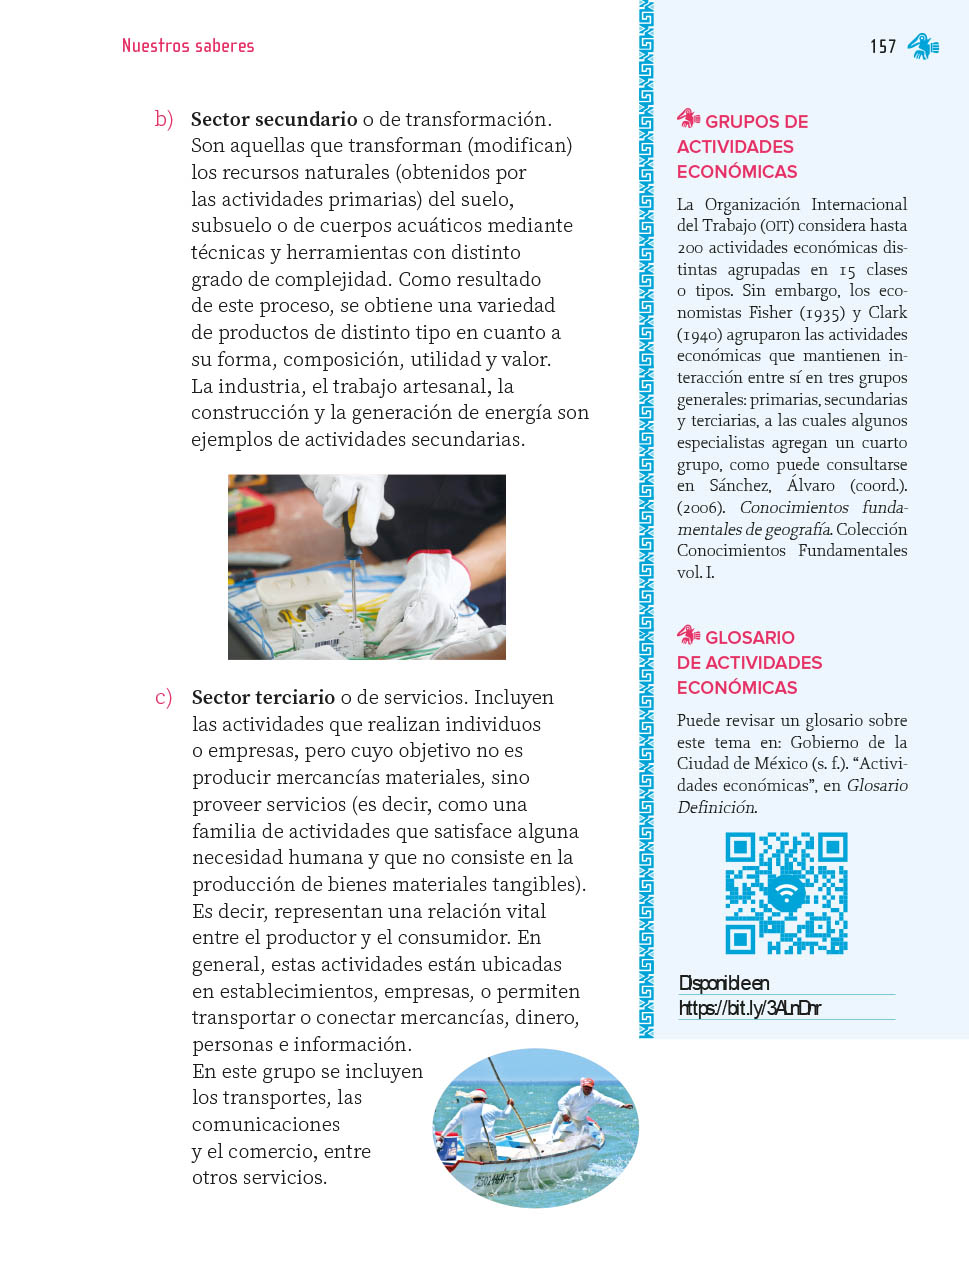 Nuestros saberes
157
b) Sector secundario o de transformación.
Son aquellas que transforman (modifican)
los recursos naturales (obtenidos por
las actividades primarias) del suelo,
subsuelo o de cuerpos acuáticos mediante
técnicas y herramientas con distinto
grado de complejidad. Como resultado
de este proceso, se obtiene una variedad
de productos de distinto tipo en cuanto a
su forma, composición, utilidad y valor.
La industria, el trabajo artesanal, la
construcción y la generación de energía son
ejemplos de actividades secundarias.
c) Sector terciario o de servicios. Incluyen
las actividades que realizan individuos
o empresas, pero cuyo objetivo no es
producir mercancías materiales, sino
proveer servicios (es decir, como una
familia de actividades que satisface alguna
necesidad humana y que no consiste en la
producción de bienes materiales tangibles).
Es decir, representan una relación vital
entre el productor y el consumidor. En
general, estas actividades están ubicadas
en establecimientos, empresas, o permiten
transportar o conectar mercancías, dinero,
personas e información.
En este grupo se incluyen
los transportes, las
comunicaciones
y el comercio, entre
otros servicios.
GRUPOS DE
ACTIVIDADES
ECONÓMICAS
La Organización Internacional
del Trabajo (OIT) considera hasta
200 actividades económicas dis-
tintas agrupadas en 15 clases
o tipos. Sin embargo, los eco-
nomistas Fisher (1935) y Clark
(1940) agruparon las actividades
económicas que mantienen in-
teracción entre sí en tres grupos
generales: primarias, secundarias
y terciarias, a las cuales algunos
especialistas agregan un cuarto
grupo, como puede consultarse
en Sánchez, Álvaro (coord.).
(2006). Conocimientos funda-
mentales de geografía. Colección
Conocimientos Fundamentales
vol. I.
GLOSARIO
DE ACTIVIDADES
ECONÓMICAS
Puede revisar un glosario sobre
este tema en: Gobierno de la
Ciudad de México (s. f.). “Activi-
dades económicas”, en Glosario
Definición.
Disponible en
https://bit.ly/3ALnDnr